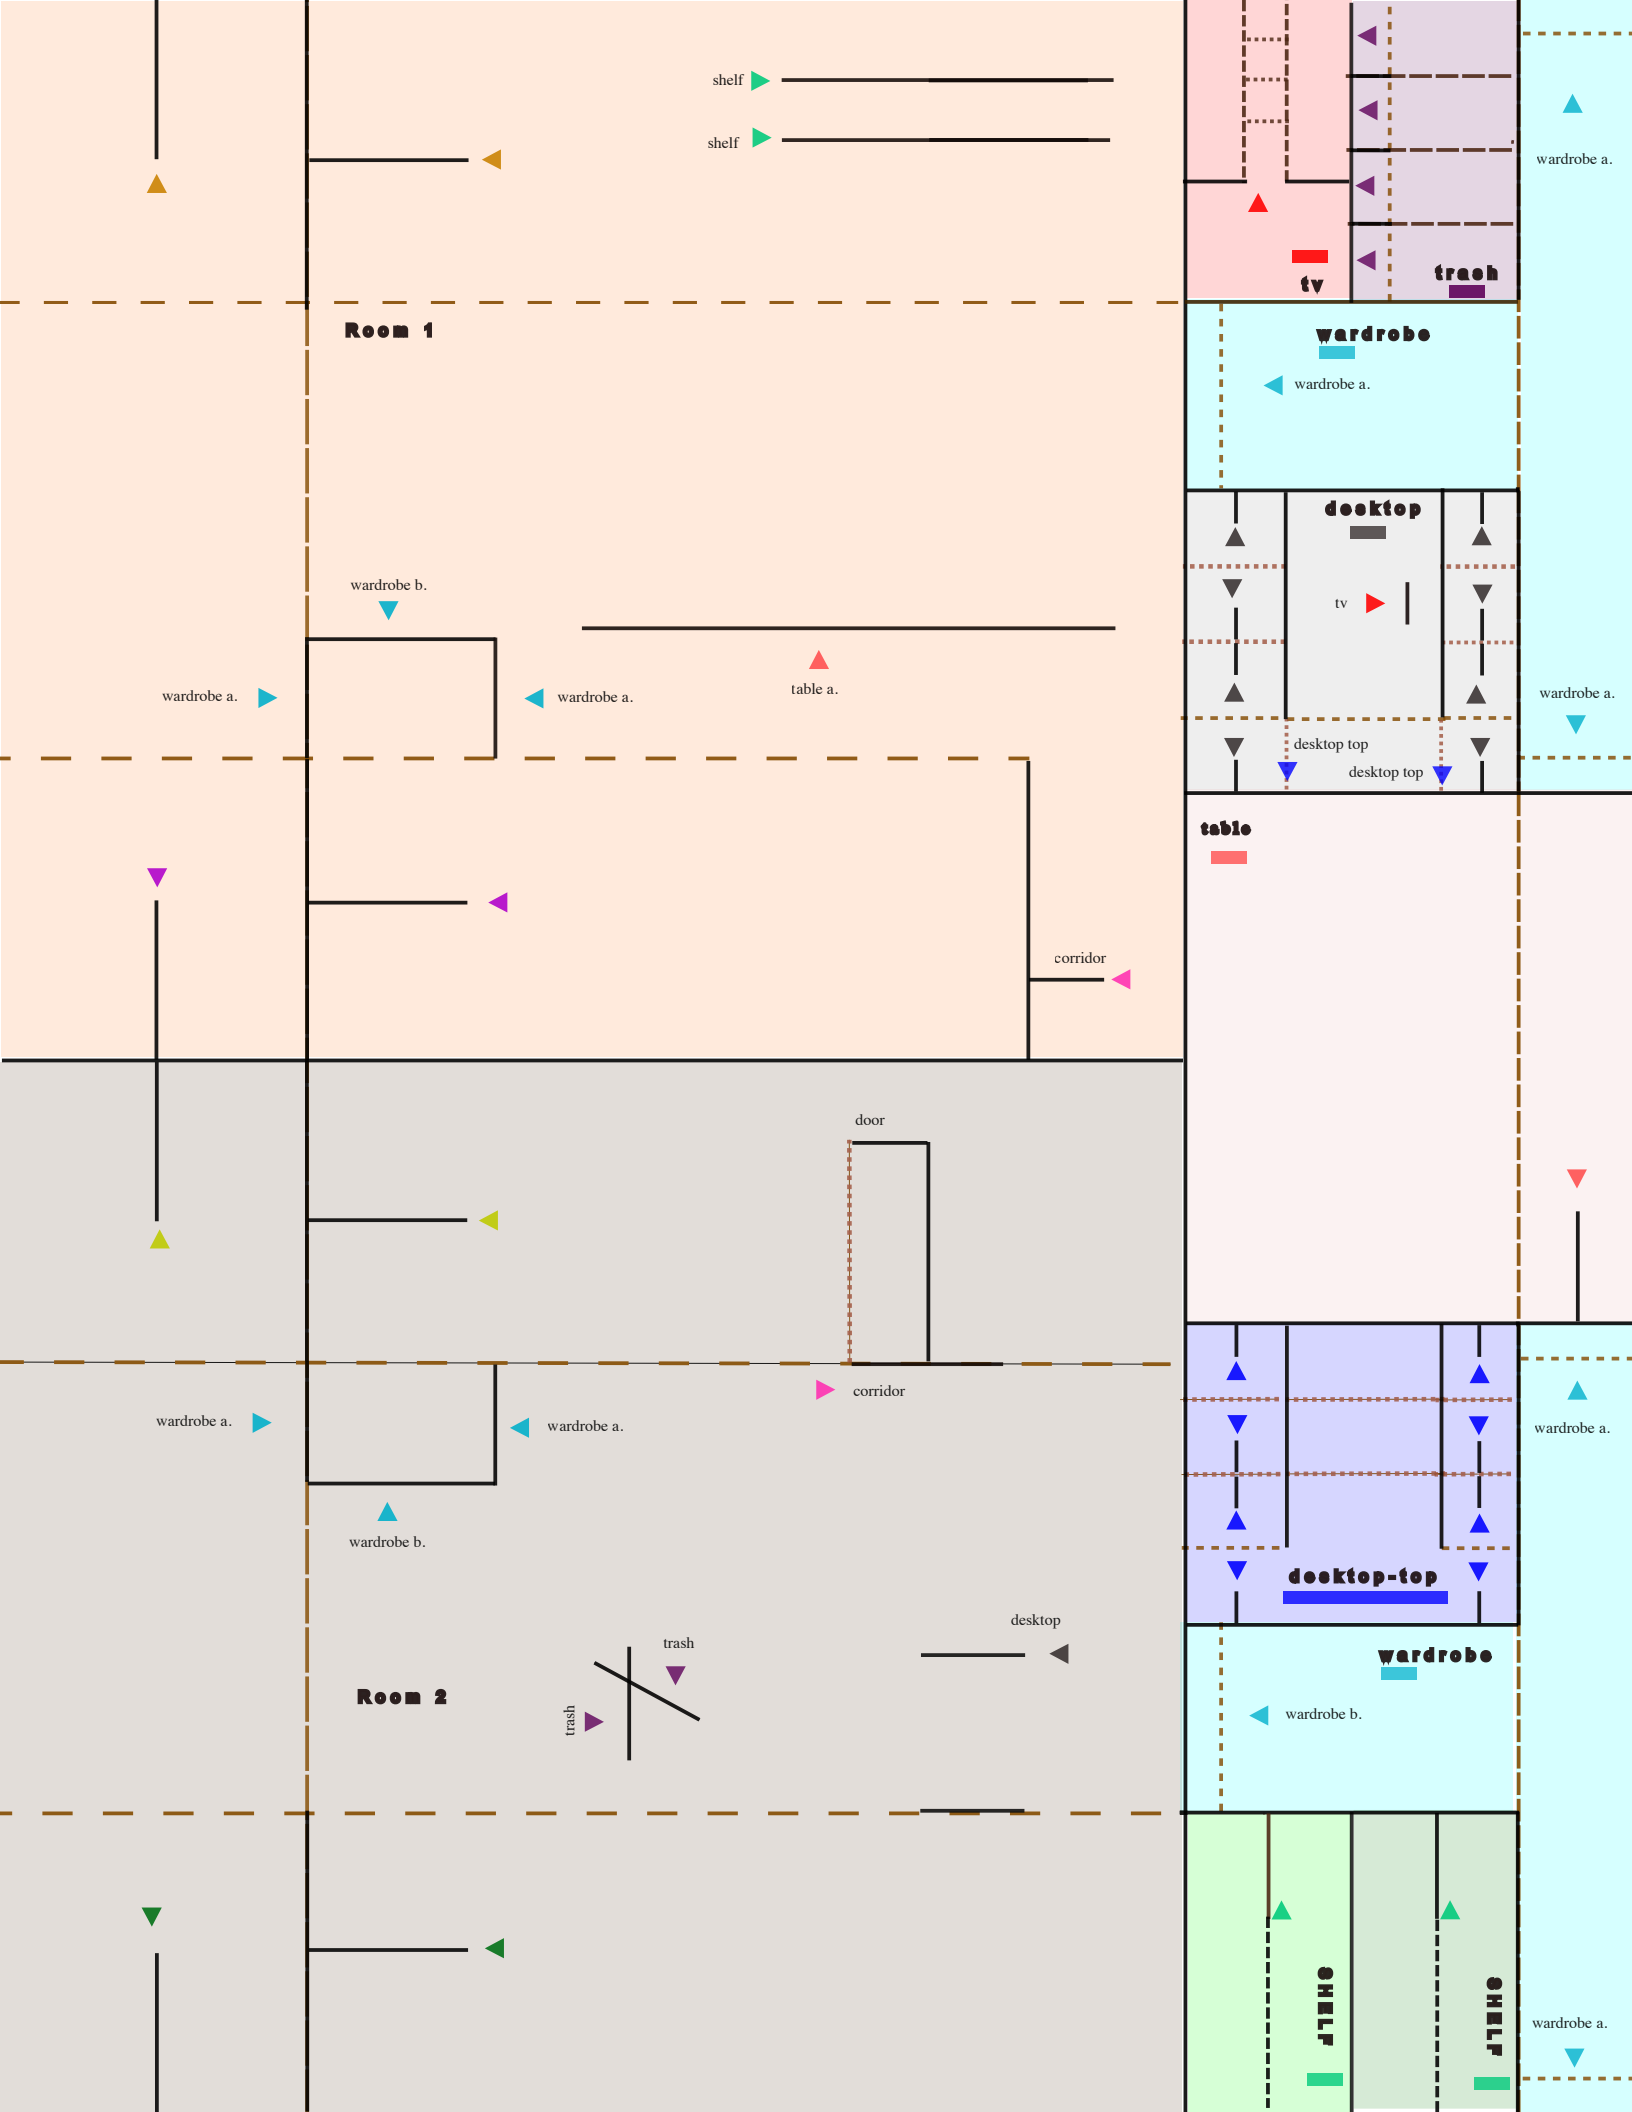 shelf
shelf
Room 1
wardrobe b.
wardrobe a.
wardrobe a.
table a.
corridor
door
corridor
wardrobe a.
wardrobe a.
wardrobe b.
desktop
trash
trash
Room 2
tv
trash
wardrobe a.
wardrobe
wardrobe a.
desktop
tv
wardrobe a.
desktop top
desktop top
table
wardrobe a.
desktop-top
wardrobe
wardrobe b.
SHELF
SHELF
wardrobe a.